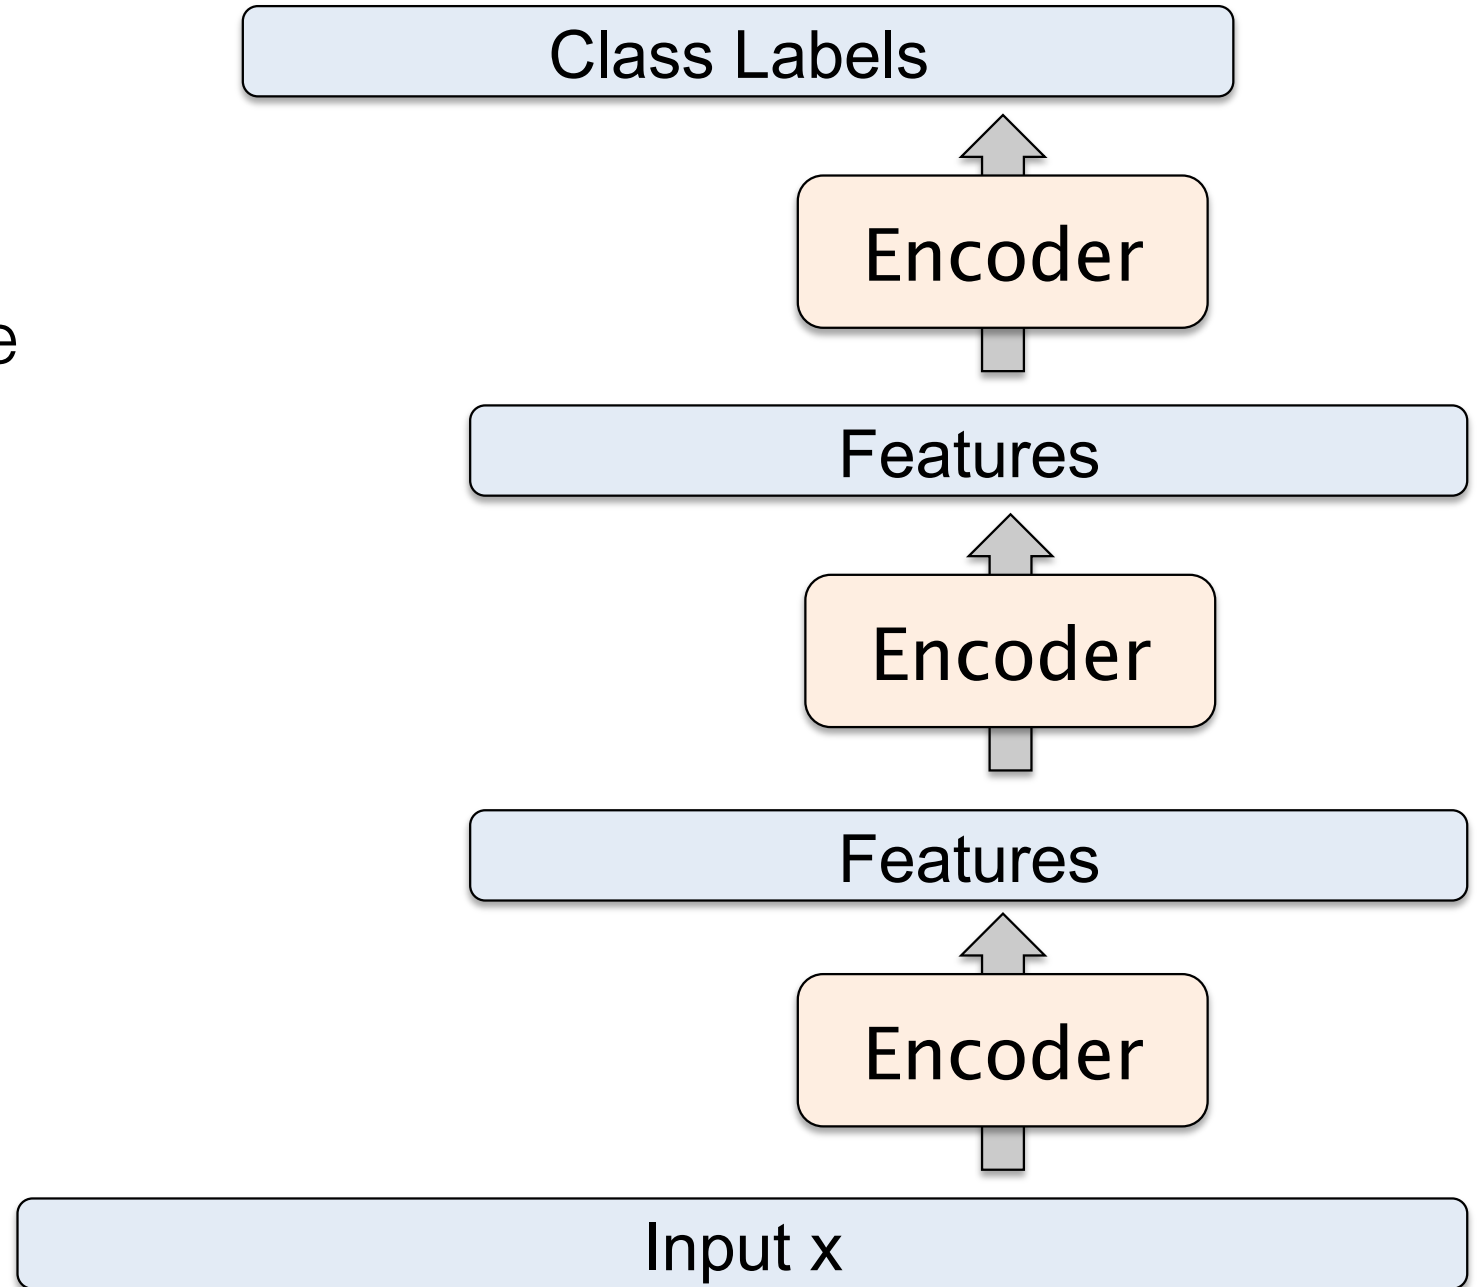 Class Labels
Encoder
e
Features
Encoder
Features
Encoder
Input x